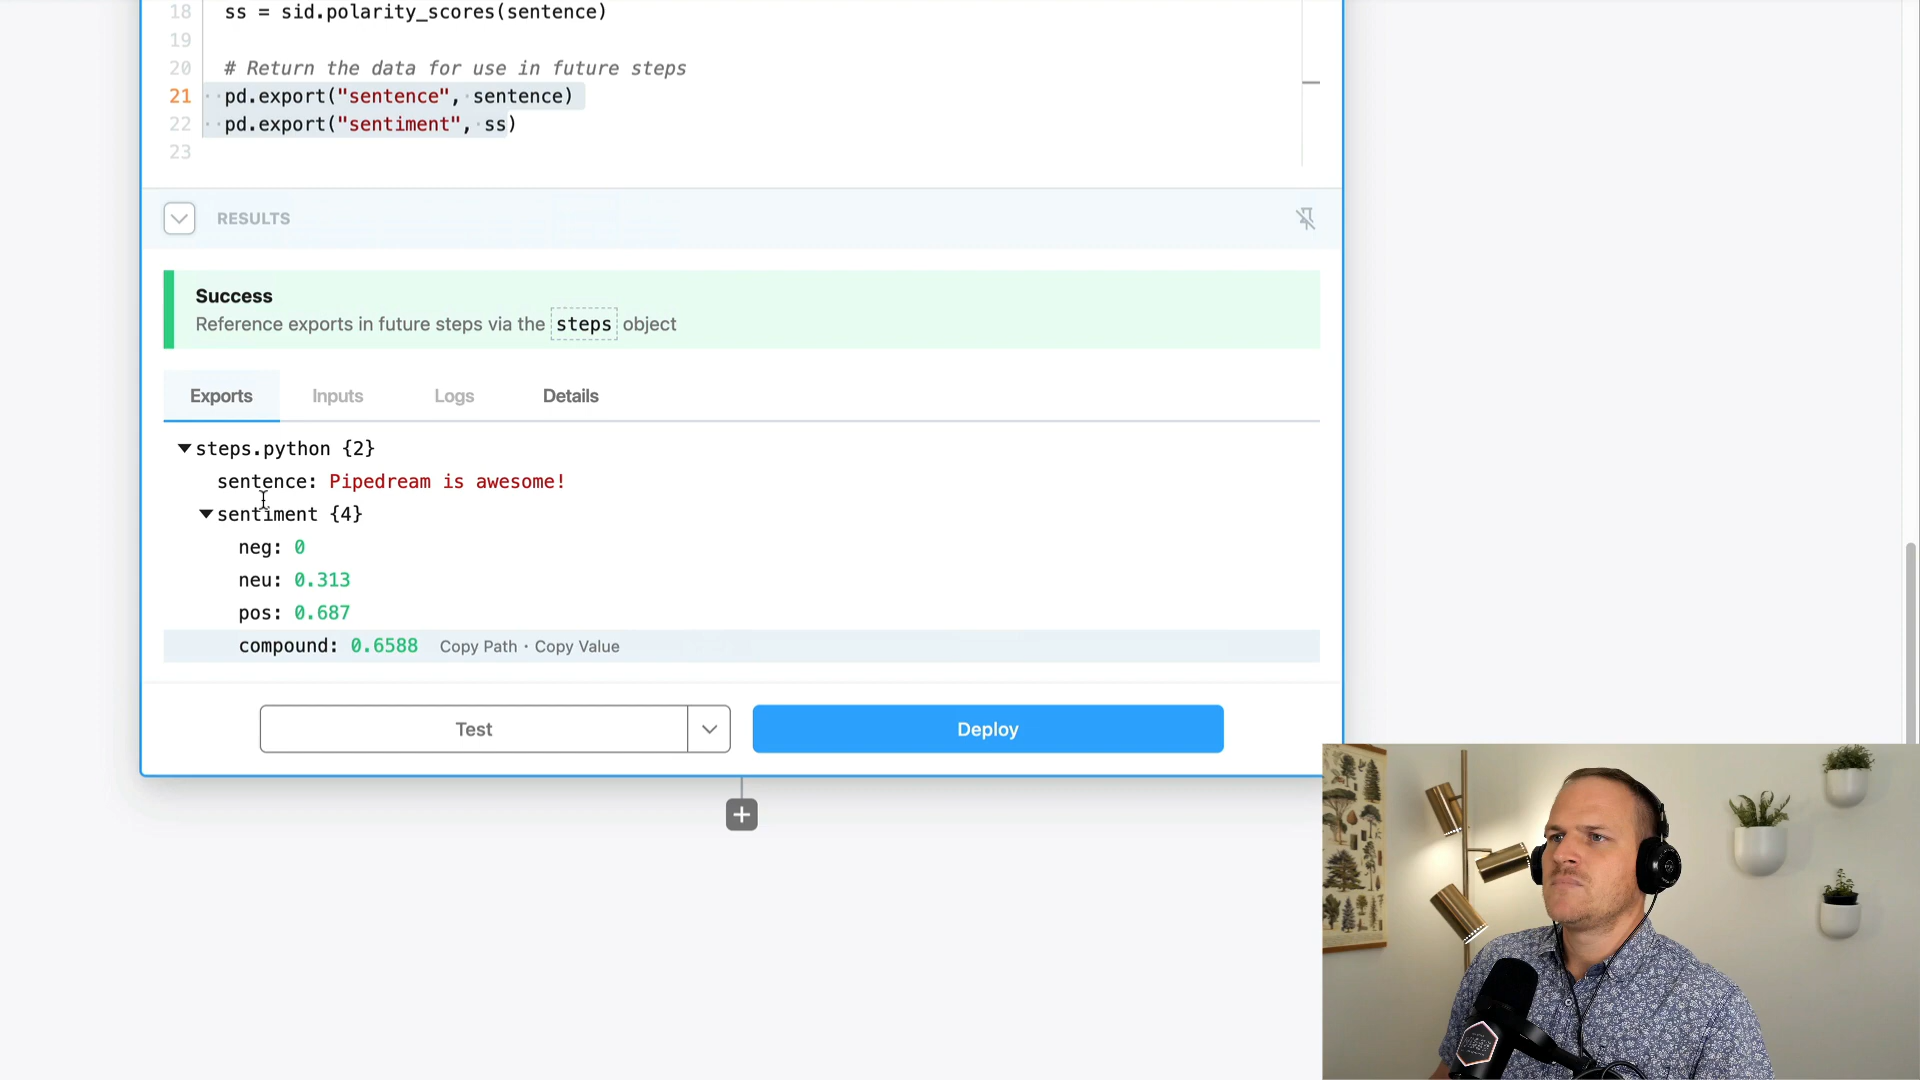 18 ss = sid.polarity_scores(sentence)
19
20 # Return the data for use in future steps
21 pd.export("sentence", sentence)
22 pd.export("sentiment", ss)
23
RESULTS
Success
Reference exports in future steps via the steps object
Exports Inputs Logs Details
steps.python {2}
sentence: Pipedream is awesome!
sentiment {4}
neg: 0
neu: 0.313
pos: 0.687
compound: 0.6588 Copy Path • Copy Value
Test Deploy